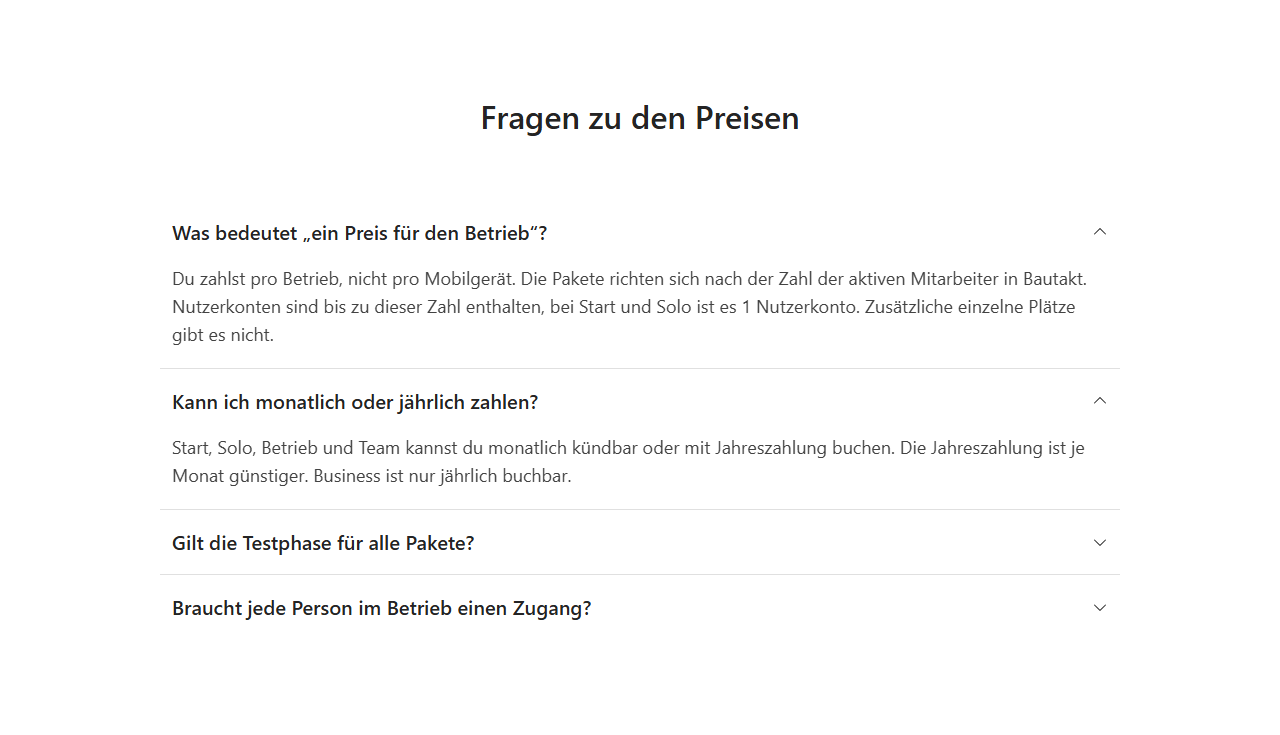 Fragen zu den Preisen
Was bedeutet „ein Preis für den Betrieb“?
Du zahlst pro Betrieb, nicht pro Mobilgerät. Die Pakete richten sich nach der Zahl der aktiven Mitarbeiter in Bautakt.
Nutzerkonten sind bis zu dieser Zahl enthalten, bei Start und Solo ist es 1 Nutzerkonto. Zusätzliche einzelne Plätze
gibt es nicht.
Kann ich monatlich oder jährlich zahlen?
Start, Solo, Betrieb und Team kannst du monatlich kündbar oder mit Jahreszahlung buchen. Die Jahreszahlung ist je
Monat günstiger. Business ist nur jährlich buchbar.
Gilt die Testphase für alle Pakete?
Braucht jede Person im Betrieb einen Zugang?